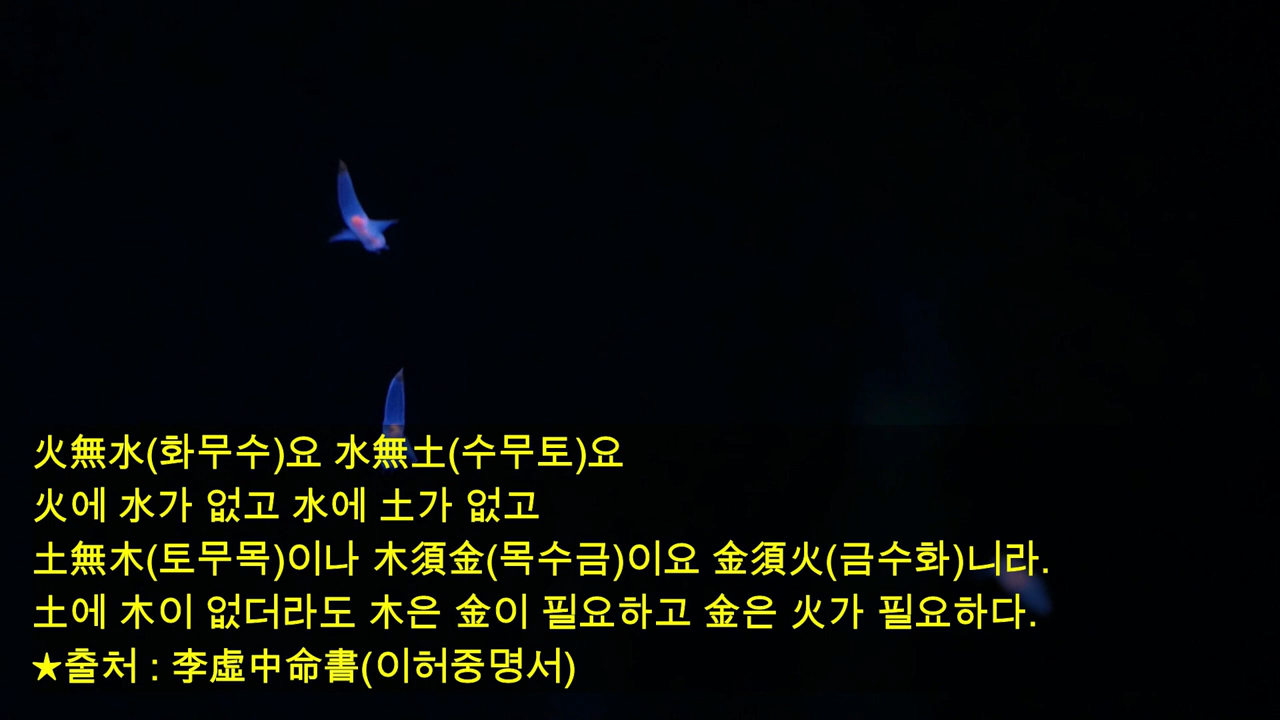 火無水(화무수)요 水無土(수무토)요
火에 水가 없고 水에 土가 없고
土無木(토무목)이나 木須金(목수금)이요 金須火(금수화)니라.
土에 木이 없더라도 木은 金이 필요하고 金은 火가 필요하다.
★출처 : 李虛中命書(이허중명서)